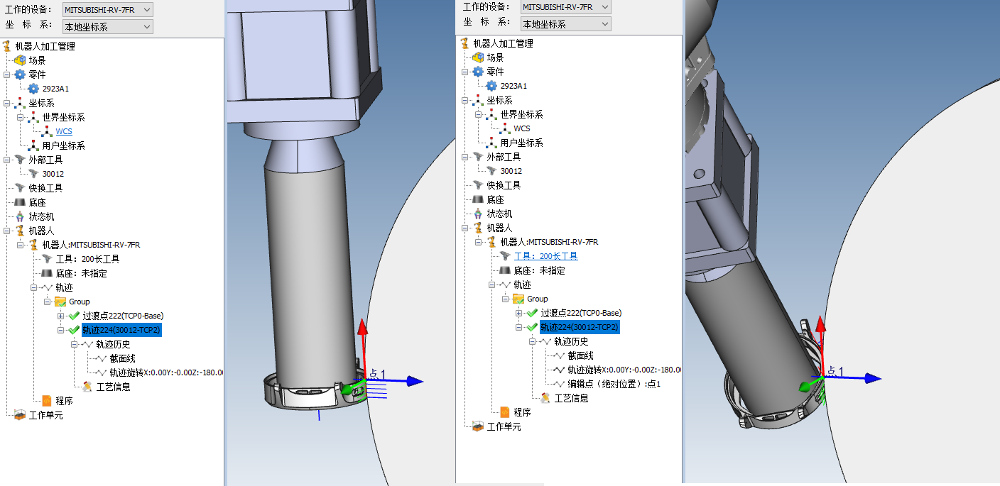 工作的设备：
MITSUBISHI-RV-7FR
坐 标 系：
本地坐标系
机器人加工管理
场景
零件
2923A1
坐标系
世界坐标系
WCS
用户坐标系
外部工具
30012
快换工具
底座
状态机
机器人
机器人:MITSUBISHI-RV-7FR
工具：200长工具
底座：未指定
轨迹
Group
过渡点222(TCP0-Base)
轨迹224(30012-TCP2)
轨迹历史
截面线
轨迹旋转X:0.00Y:-0.00Z:-180.0
工艺信息
程序
工作单元
点1
工作的设备：
MITSUBISHI-RV-7FR
坐 标 系：
本地坐标系
机器人加工管理
场景
零件
2923A1
坐标系
世界坐标系
WCS
用户坐标系
外部工具
30012
快换工具
底座
状态机
机器人
机器人:MITSUBISHI-RV-7FR
工具：200长工具
底座：未指定
轨迹
Group
过渡点222(TCP0-Base)
轨迹224(30012-TCP2)
轨迹历史
截面线
轨迹旋转X:0.00Y:-0.00Z:-180.0
编辑点（绝对位置）:点1
工艺信息
程序
工作单元
点1